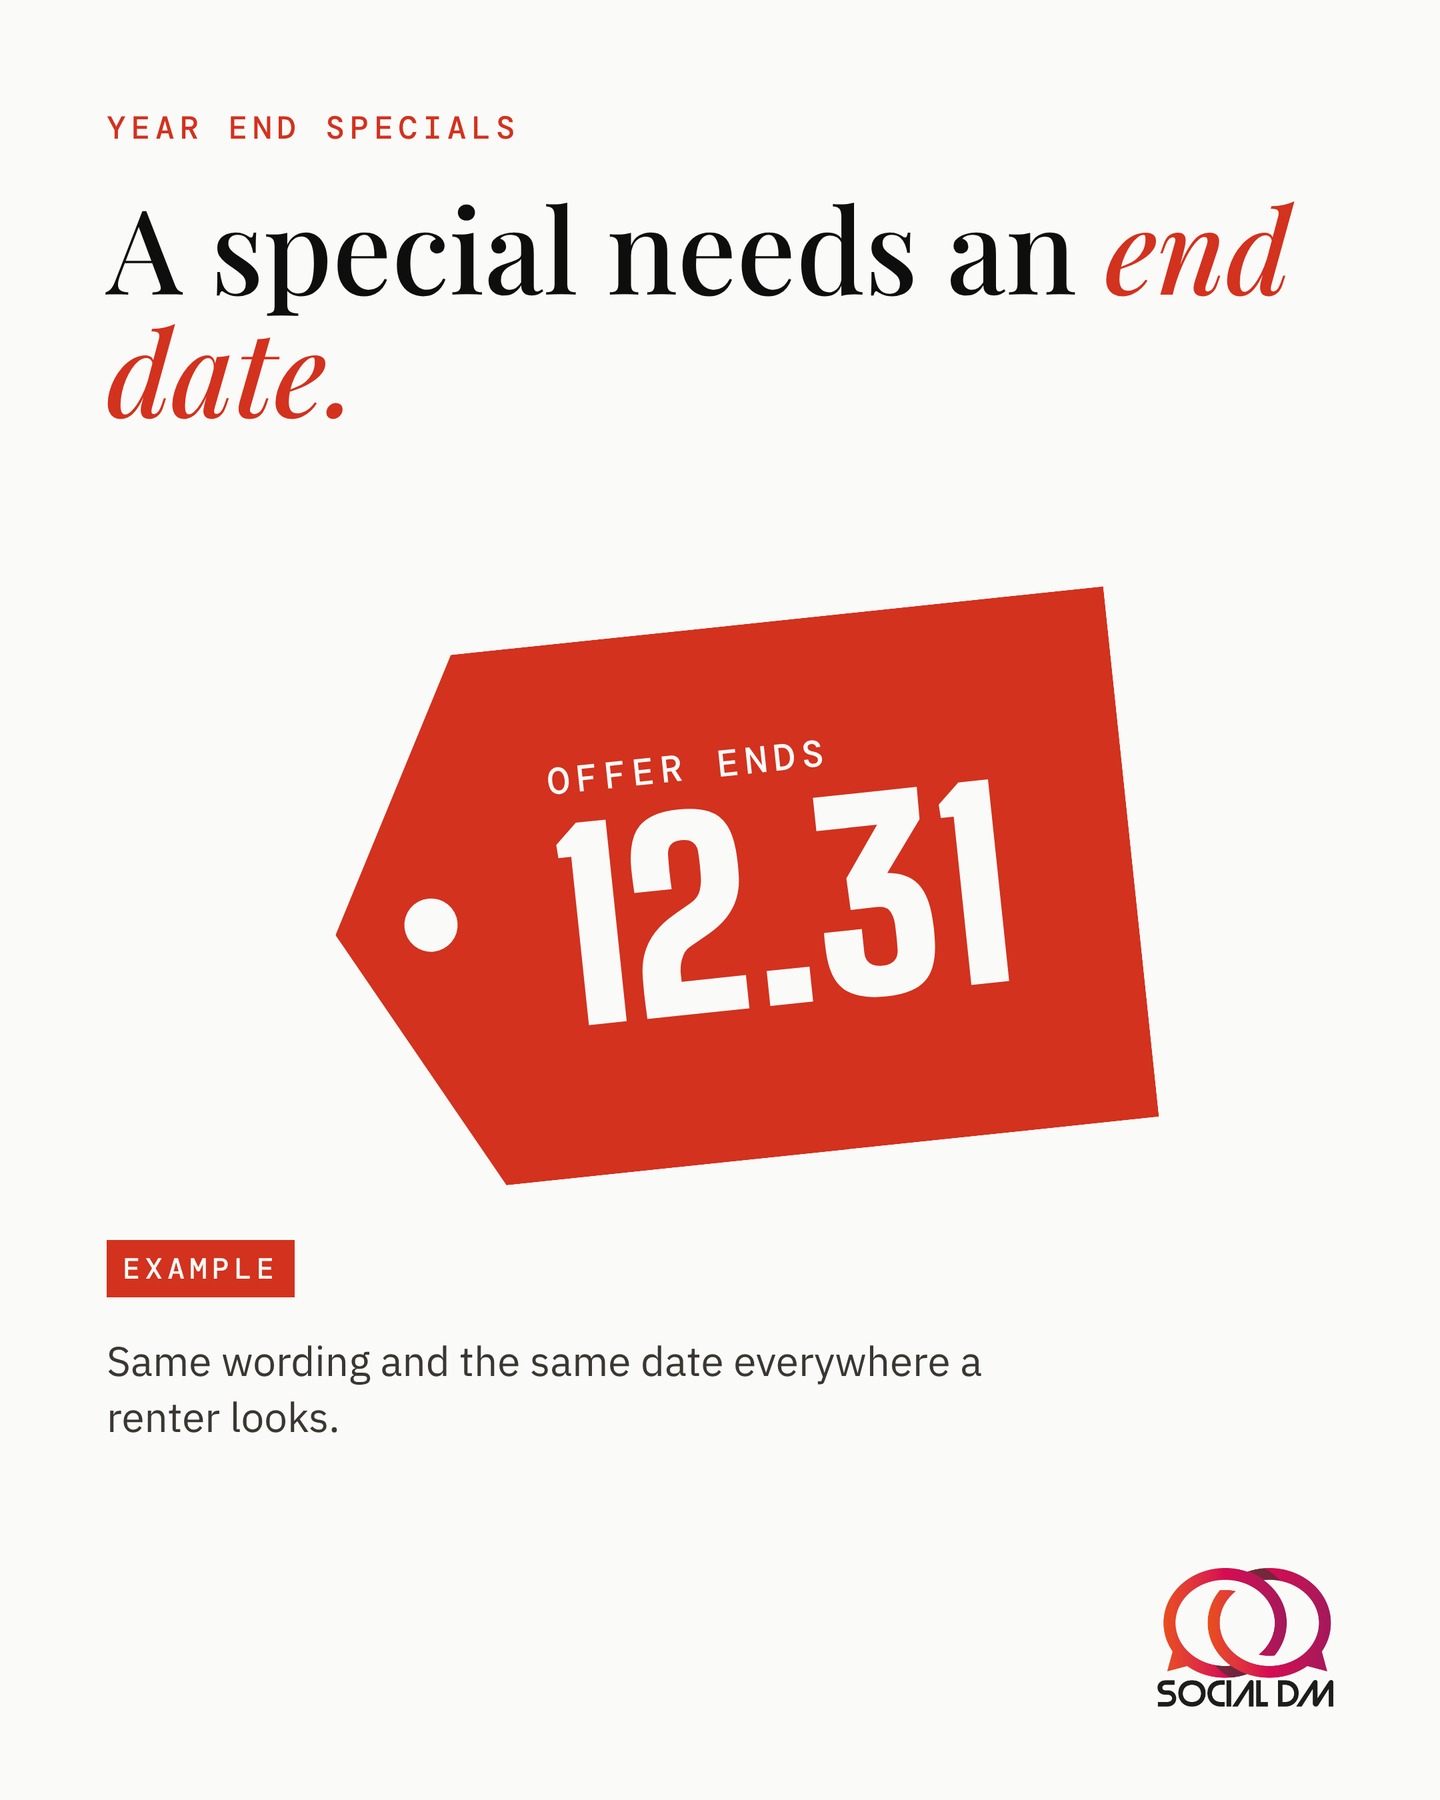 YEAR END SPECIALS
A special needs an end
date.
OFFER ENDS
12.31
EXAMPLE
Same wording and the same date everywhere a
renter looks.
SOCIAL DM